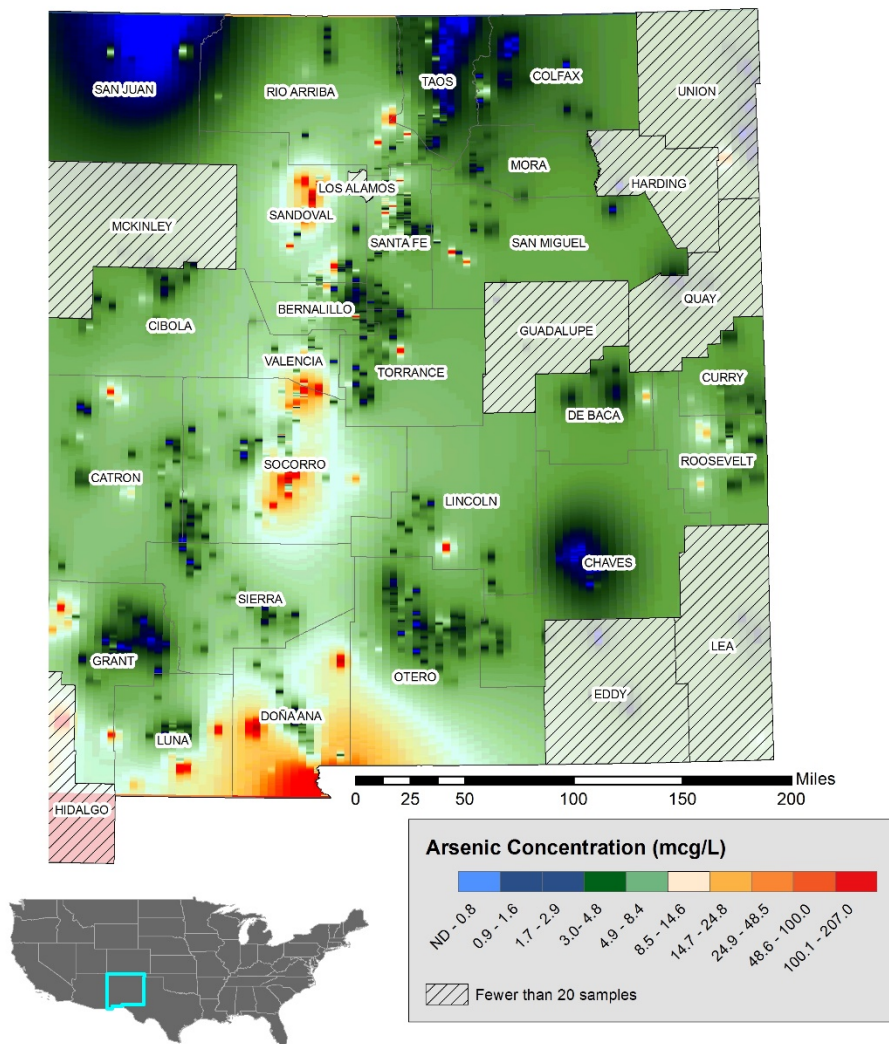 SAN JUAN
RIO ARRIBA
TAOS
COLFAX
UNION
MORA
HARDING
LOS ALAMOS
SANDOVAL
MCKINLEY
SANTA FE
SAN MIGUEL
QUAY
BERNALILLO
CIBOLA
GUADALUPE
VALENCIA
TORRANCE
CURRY
DE BACA
SOCORRO
ROOSEVELT
CATRON
LINCOLN
CHAVES
SIERRA
LEA
GRANT
OTERO
EDDY
DOÑA ANA
LUNA
HIDALGO
Miles
0 25 50 100 150 200
Arsenic Concentration (mcg/L)
ND - 0.8
0.9 - 1.6
1.7 - 2.9
3.0- 4.8
4.9 - 8.4
8.5 - 14.6
14.7 - 24.8
24.9 - 48.5
48.6 - 100.0
100.1 - 207.0
Fewer than 20 samples